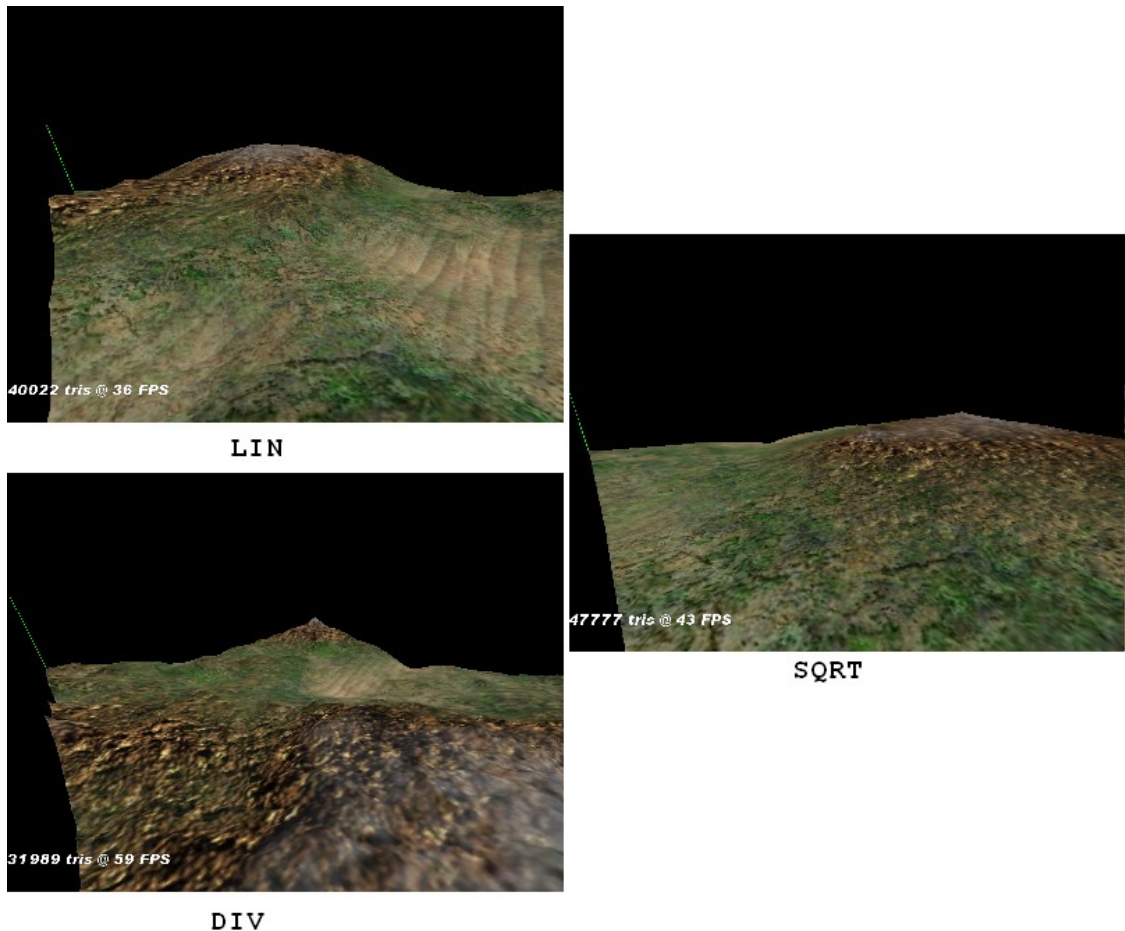 40022 tris @ 36 FPS
LIN
47777 tris @ 43 FPS
SQRT
31989 tris @ 59 FPS
DIV